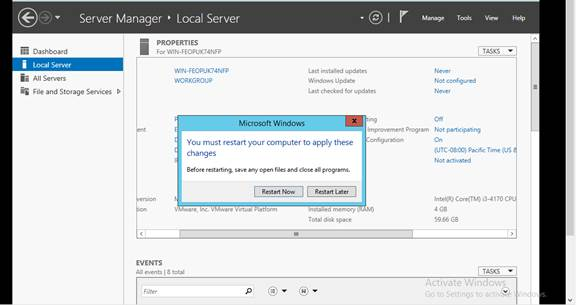 Server Manager ▸ Local Server
Manage Tools View Help
Dashboard
Local Server
All Servers
File and Storage Services
PROPERTIES
For WIN-FEOPUK74NFP
TASKS
WIN-FEOPUK74NFP Last installed updates Never
WORKGROUP Windows Update Not configured
Last checked for updates Never
Off
Improvement Program Not participating
Configuration On
(UTC-08:00) Pacific Time (US &
Not activated
Microsoft Windows
You must restart your computer to apply these
changes
Before restarting, save any open files and close all programs.
Restart Now Restart Later
Intel(R) Core(TM) i3-4170 CPU
VMware, Inc. VMware Virtual Platform Installed memory (RAM) 4 GB
Total disk space 59.66 GB
EVENTS
All events | 8 total
TASKS
Filter
Activate Windows
Go to Settings to activate Windows.